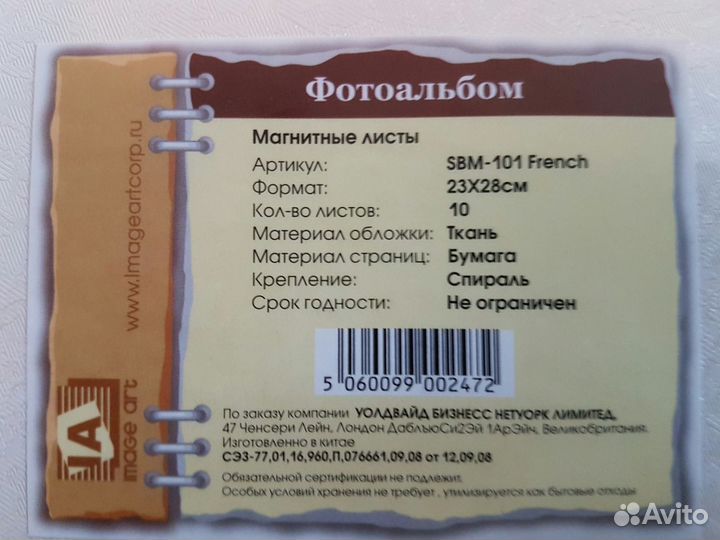 Фотоальбом
Магнитные листы
Артикул: SBM-101 French
Формат: 23X28см
Кол-во листов: 10
Материал обложки: Ткань
Материал страниц: Бумага
Крепление: Спираль
Срок годности: Не ограничен
5 060099 002472
По заказу компании УОЛДВАЙД БИЗНЕСС НЕТУОРК ЛИМИТЕД,
47 Ченсери Лейн, Лондон ДаблъюСи2Эй 1АрЭйч, Великобритания.
Изготовленно в китае
СЭЗ-77,01,16,960,П,076661,09,08 от 12,09,08
Обязательной сертификации не подлежит.
Особых условий хранения не требует , утилизируется как бытовые отходы
www.Imageartcorp.ru
IA
image art
Avito